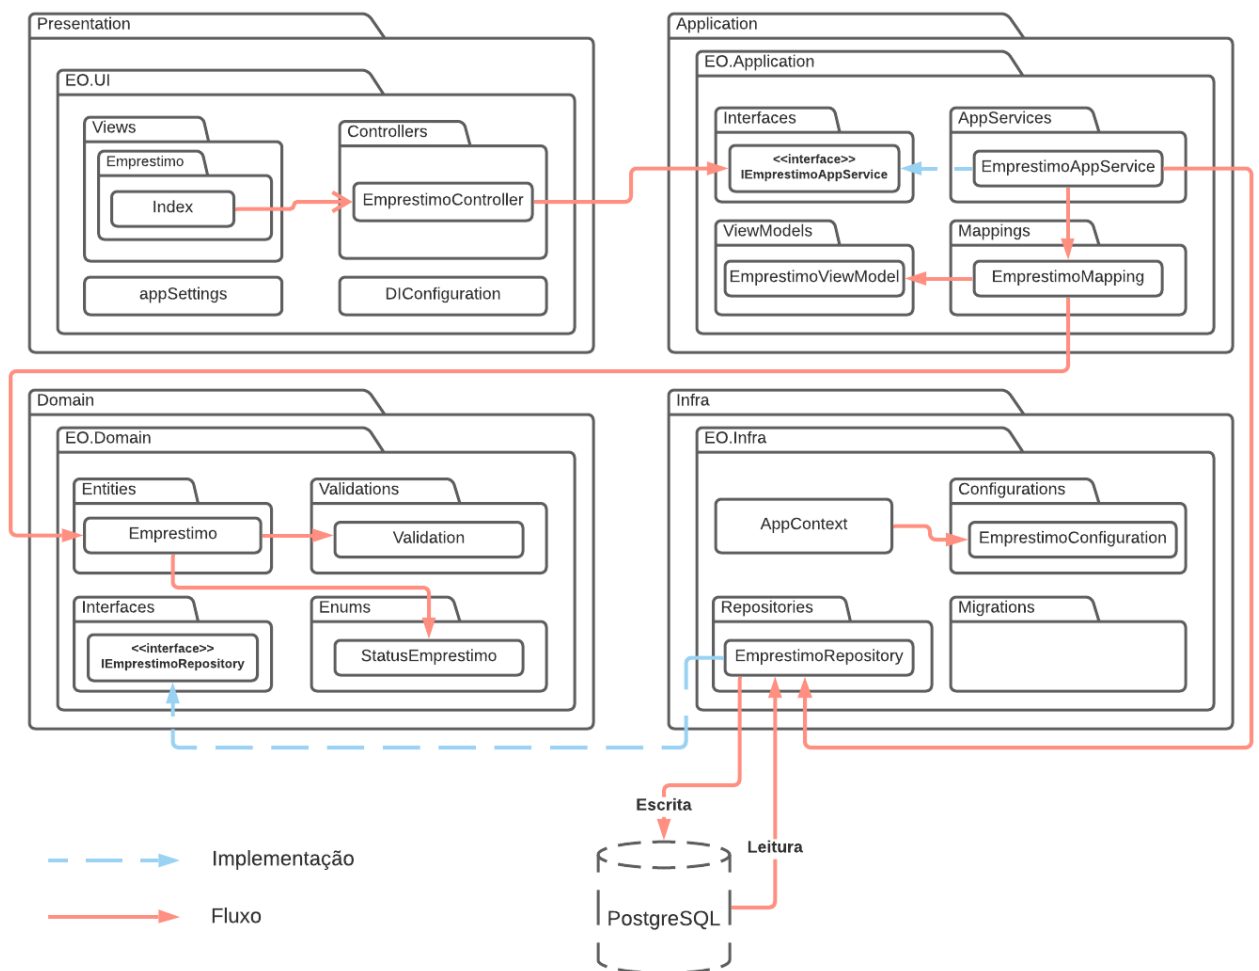 Presentation
EO.UI
Views
Emprestimo
Index
Controllers
EmprestimoController
appSettings
DIConfiguration
Application
EO.Application
Interfaces
<<interface>>
IEmprestimoAppService
AppServices
EmprestimoAppService
ViewModels
EmprestimoViewModel
Mappings
EmprestimoMapping
Domain
EO.Domain
Entities
Emprestimo
Validations
Validation
Interfaces
<<interface>>
IEmprestimoRepository
Enums
StatusEmprestimo
Infra
EO.Infra
AppContext
Configurations
EmprestimoConfiguration
Repositories
EmprestimoRepository
Migrations
Escrita
Leitura
PostgreSQL
Implementação
Fluxo